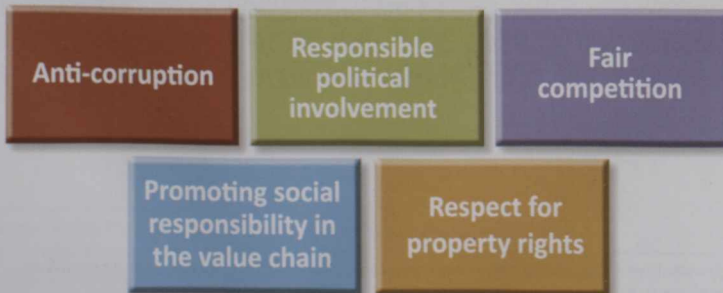 Anti-corruption
Responsible
political
involvement
Fair
competition
Promoting social
responsibility in
the value chain
Respect for
property rights